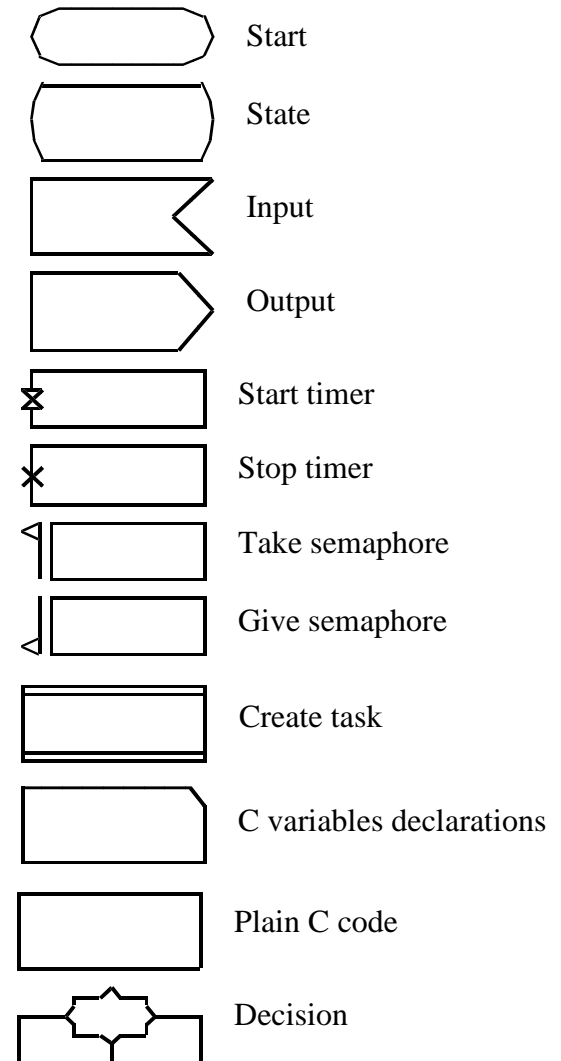 Start
State
Input
Output
Start timer
Stop timer
Take semaphore
Give semaphore
Create task
C variables declarations
Plain C code
Decision